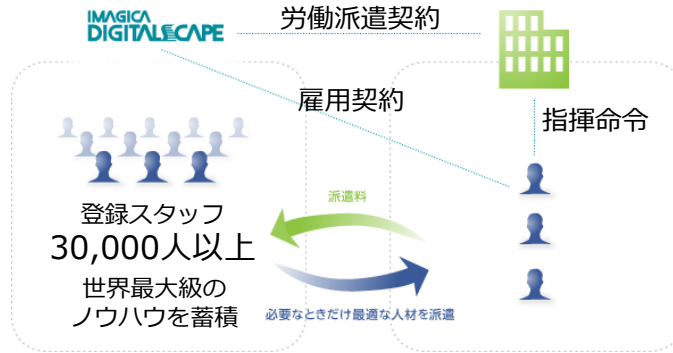 IMAGICA
DIGITALSCAPE
労働派遣契約
雇用契約
指揮命令
派遣料
登録スタッフ
30,000人以上
世界最大級の
ノウハウを蓄積
必要なときだけ最適な人材を派遣